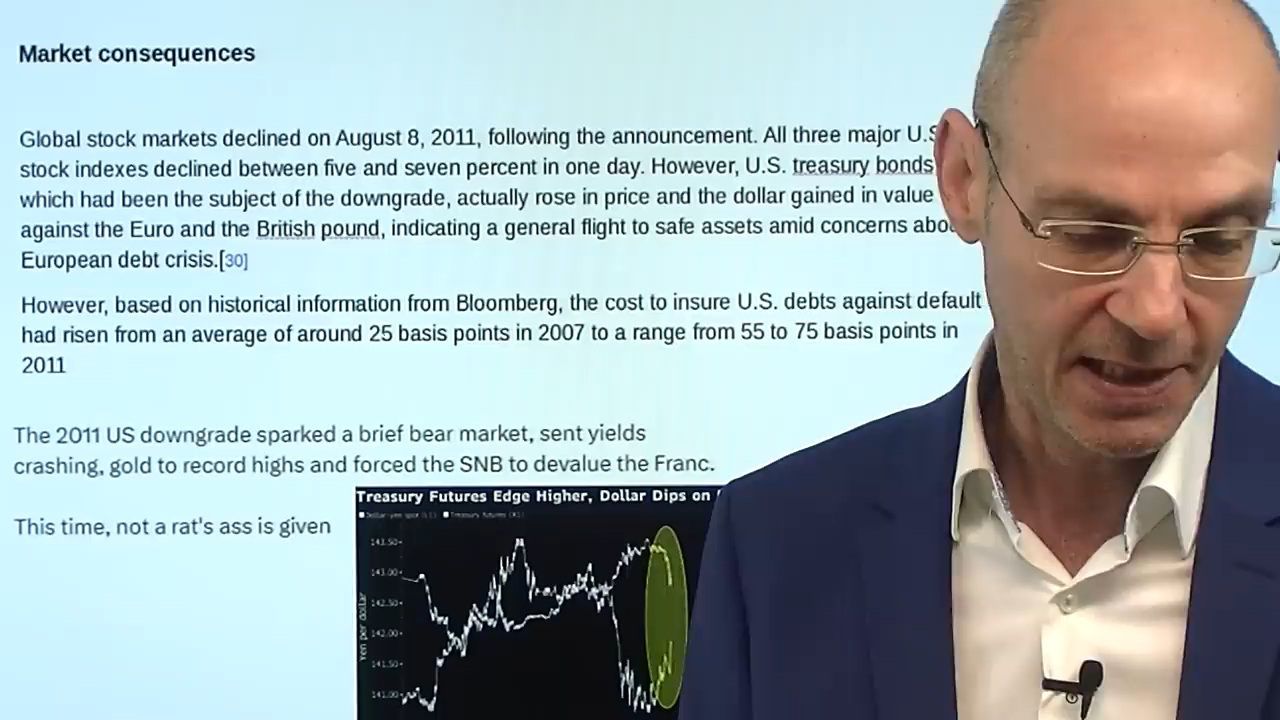 Market consequences
Global stock markets declined on August 8, 2011, following the announcement. All three major U.S
stock indexes declined between five and seven percent in one day. However, U.S. treasury bonds
which had been the subject of the downgrade, actually rose in price and the dollar gained in value
against the Euro and the British pound, indicating a general flight to safe assets amid concerns abo
European debt crisis.[30]
However, based on historical information from Bloomberg, the cost to insure U.S. debts against default
had risen from an average of around 25 basis points in 2007 to a range from 55 to 75 basis points in
2011
The 2011 US downgrade sparked a brief bear market, sent yields
crashing, gold to record highs and forced the SNB to devalue the Franc.
This time, not a rat's ass is given
Treasury Futures Edge Higher, Dollar Dips on
143.50
143.00
142.50
142.00
141.50
141.00
Yen per dollar